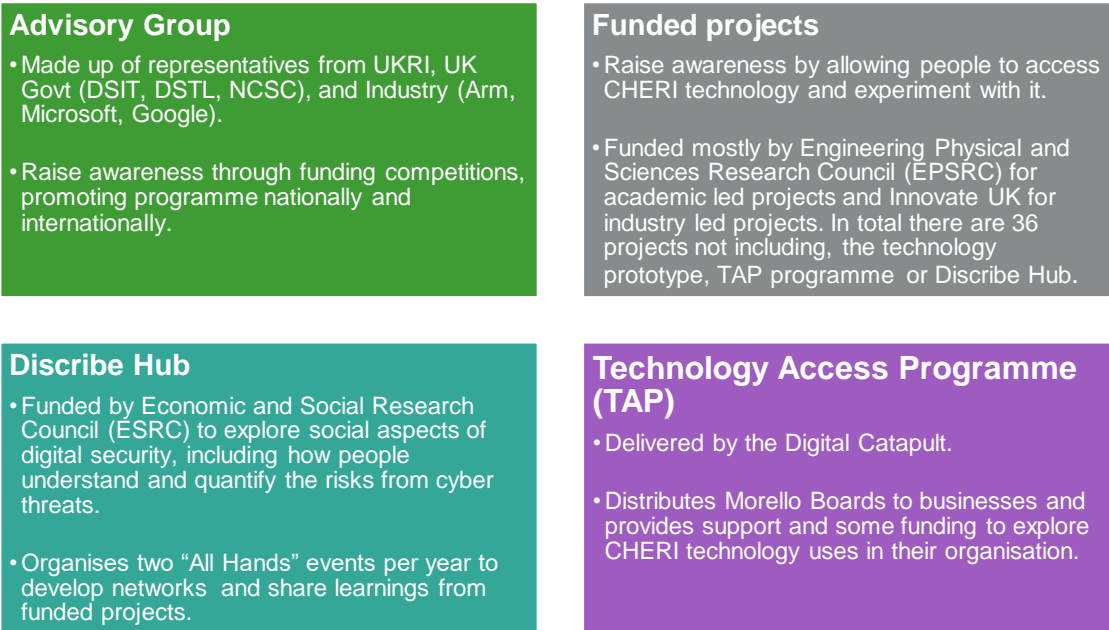 Advisory Group
• Made up of representatives from UKRI, UK
Govt (DSIT, DSTL, NCSC), and Industry (Arm,
Microsoft, Google).
• Raise awareness through funding competitions,
promoting programme nationally and
internationally.
Funded projects
• Raise awareness by allowing people to access
CHERI technology and experiment with it.
• Funded mostly by Engineering Physical and
Sciences Research Council (EPSRC) for
academic led projects and Innovate UK for
industry led projects. In total there are 36
projects not including, the technology
prototype, TAP programme or Discribe Hub.
Discribe Hub
• Funded by Economic and Social Research
Council (ESRC) to explore social aspects of
digital security, including how people
understand and quantify the risks from cyber
threats.
• Organises two “All Hands” events per year to
develop networks and share learnings from
funded projects.
Technology Access Programme
(TAP)
• Delivered by the Digital Catapult.
• Distributes Morello Boards to businesses and
provides support and some funding to explore
CHERI technology uses in their organisation.